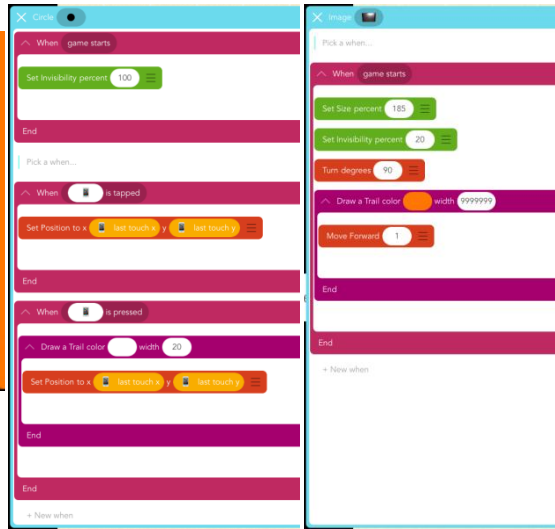 Circle
When game starts
Set Invisibility percent 100
End
Pick a when...
When is tapped
Set Position to x last touch x y last touch y
End
When is pressed
Draw a Trail color width 20
Set Position to x last touch x y last touch y
End
End
+ New when
Image
Pick a when...
When game starts
Set Size percent 185
Set Invisibility percent 20
Turn degrees 90
Draw a Trail color width 9999999
Move Forward 1
End
End
+ New when